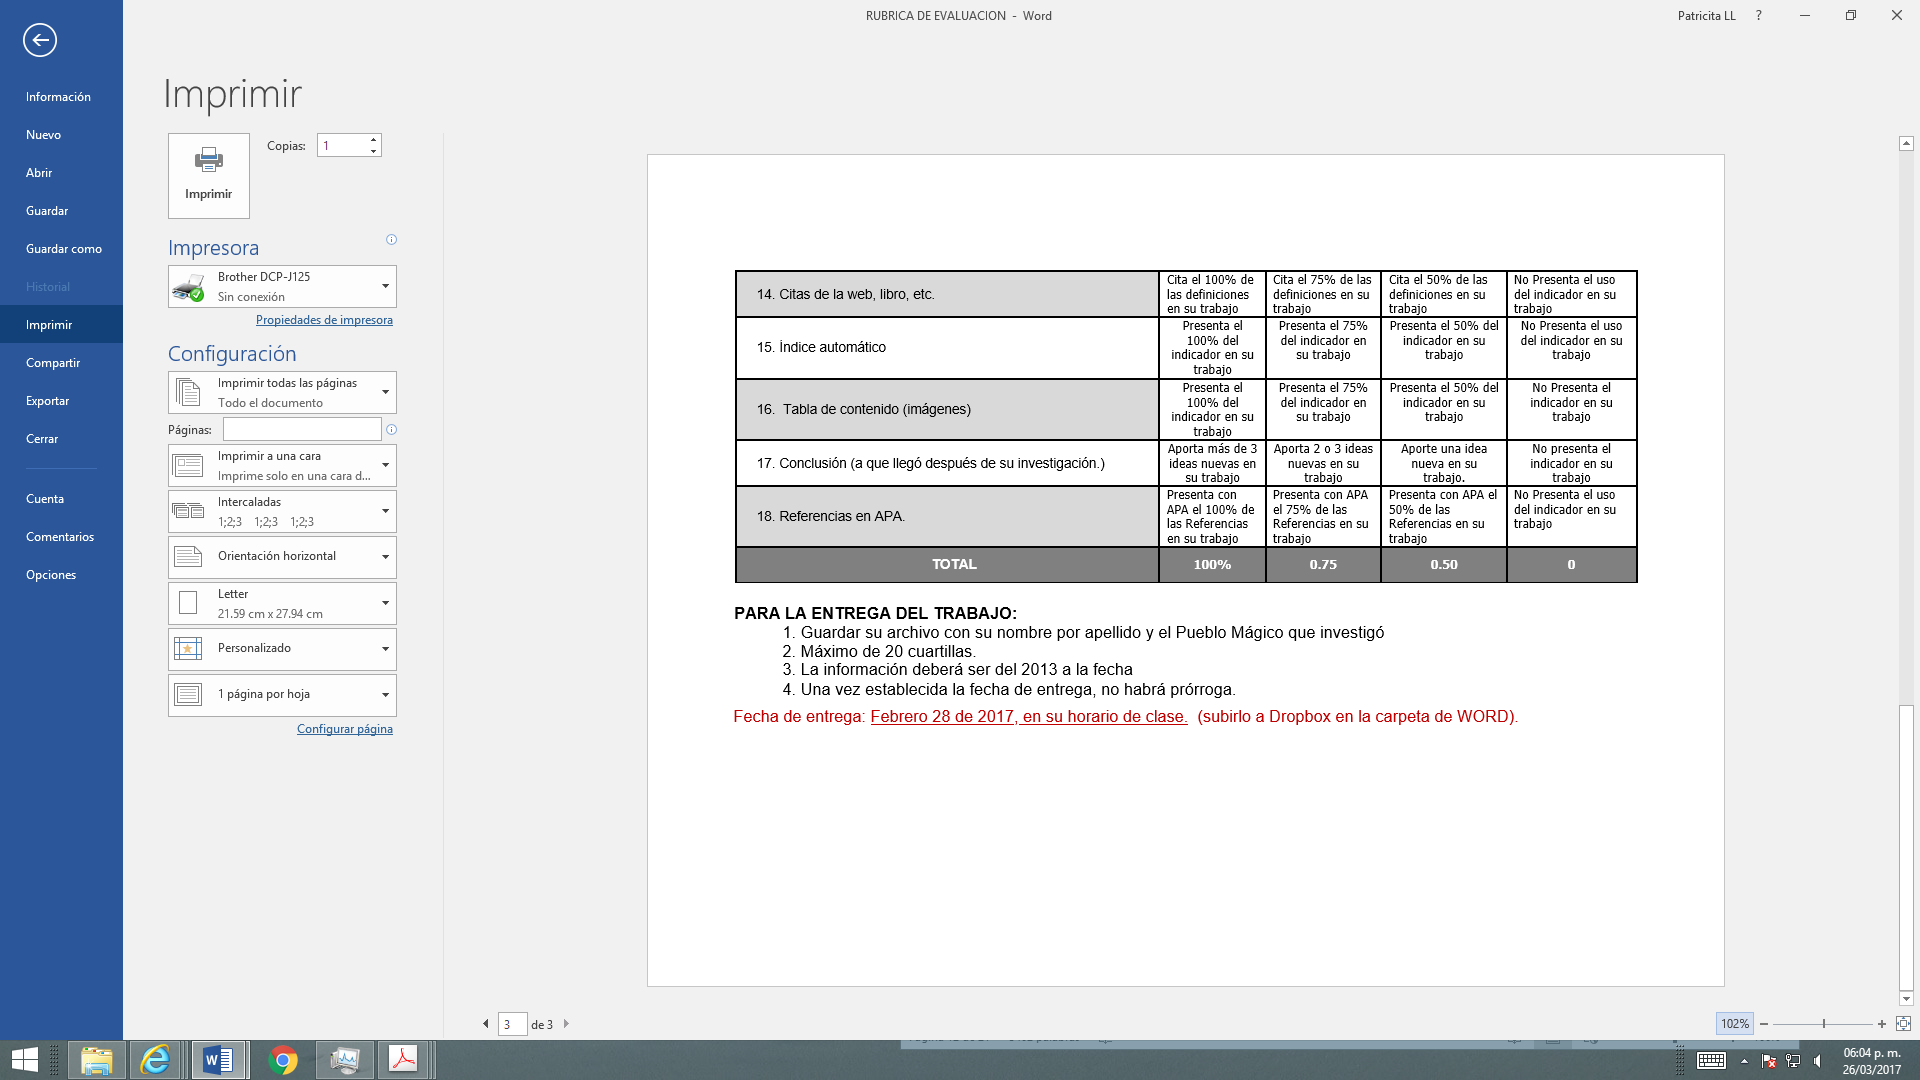 RUBRICA DE EVALUACION - Word
Patricita LL
?
Información
Nuevo
Abrir
Guardar
Guardar como
Historial
Imprimir
Compartir
Exportar
Cerrar
Cuenta
Comentarios
Opciones
Imprimir
Imprimir
Copias: 1
Impresora
Brother DCP-J125
Sin conexión
Propiedades de impresora
Configuración
Imprimir todas las páginas
Todo el documento
Páginas:
Imprimir a una cara
Imprime solo en una cara d...
Intercaladas
1;2;3 1;2;3 1;2;3
Orientación horizontal
Letter
21.59 cm x 27.94 cm
Personalizado
1 página por hoja
Configurar página
14. Citas de la web, libro, etc.
Cita el 100% de
las definiciones
en su trabajo
Cita el 75% de las
definiciones en su
trabajo
Cita el 50% de las
definiciones en su
trabajo
No Presenta el uso
del indicador en su
trabajo
15. Índice automático
Presenta el
100% del
indicador en su
trabajo
Presenta el 75%
del indicador en
su trabajo
Presenta el 50% del
indicador en su
trabajo
No Presenta el uso
del indicador en su
trabajo
16. Tabla de contenido (imágenes)
Presenta el
100% del
indicador en su
trabajo
Presenta el 75%
del indicador en
su trabajo
Presenta el 50% del
indicador en su
trabajo
No Presenta el
indicador en su
trabajo
17. Conclusión (a que llegó después de su investigación.)
Aporta más de 3
ideas nuevas en
su trabajo
Aporta 2 o 3 ideas
nuevas en su
trabajo
Aporte una idea
nueva en su
trabajo.
No presenta el
indicador en su
trabajo
18. Referencias en APA.
Presenta con
APA el 100% de
las Referencias
en su trabajo
Presenta con APA
el 75% de las
Referencias en su
trabajo
Presenta con APA el
50% de las
Referencias en su
trabajo
No Presenta el uso
del indicador en su
trabajo
TOTAL 100% 0.75 0.50 0
PARA LA ENTREGA DEL TRABAJO:
1. Guardar su archivo con su nombre por apellido y el Pueblo Mágico que investigó
2. Máximo de 20 cuartillas.
3. La información deberá ser del 2013 a la fecha
4. Una vez establecida la fecha de entrega, no habrá prórroga.
Fecha de entrega: Febrero 28 de 2017, en su horario de clase. (subirlo a Dropbox en la carpeta de WORD).
3 de 3
102%
06:04 p. m.
26/03/2017